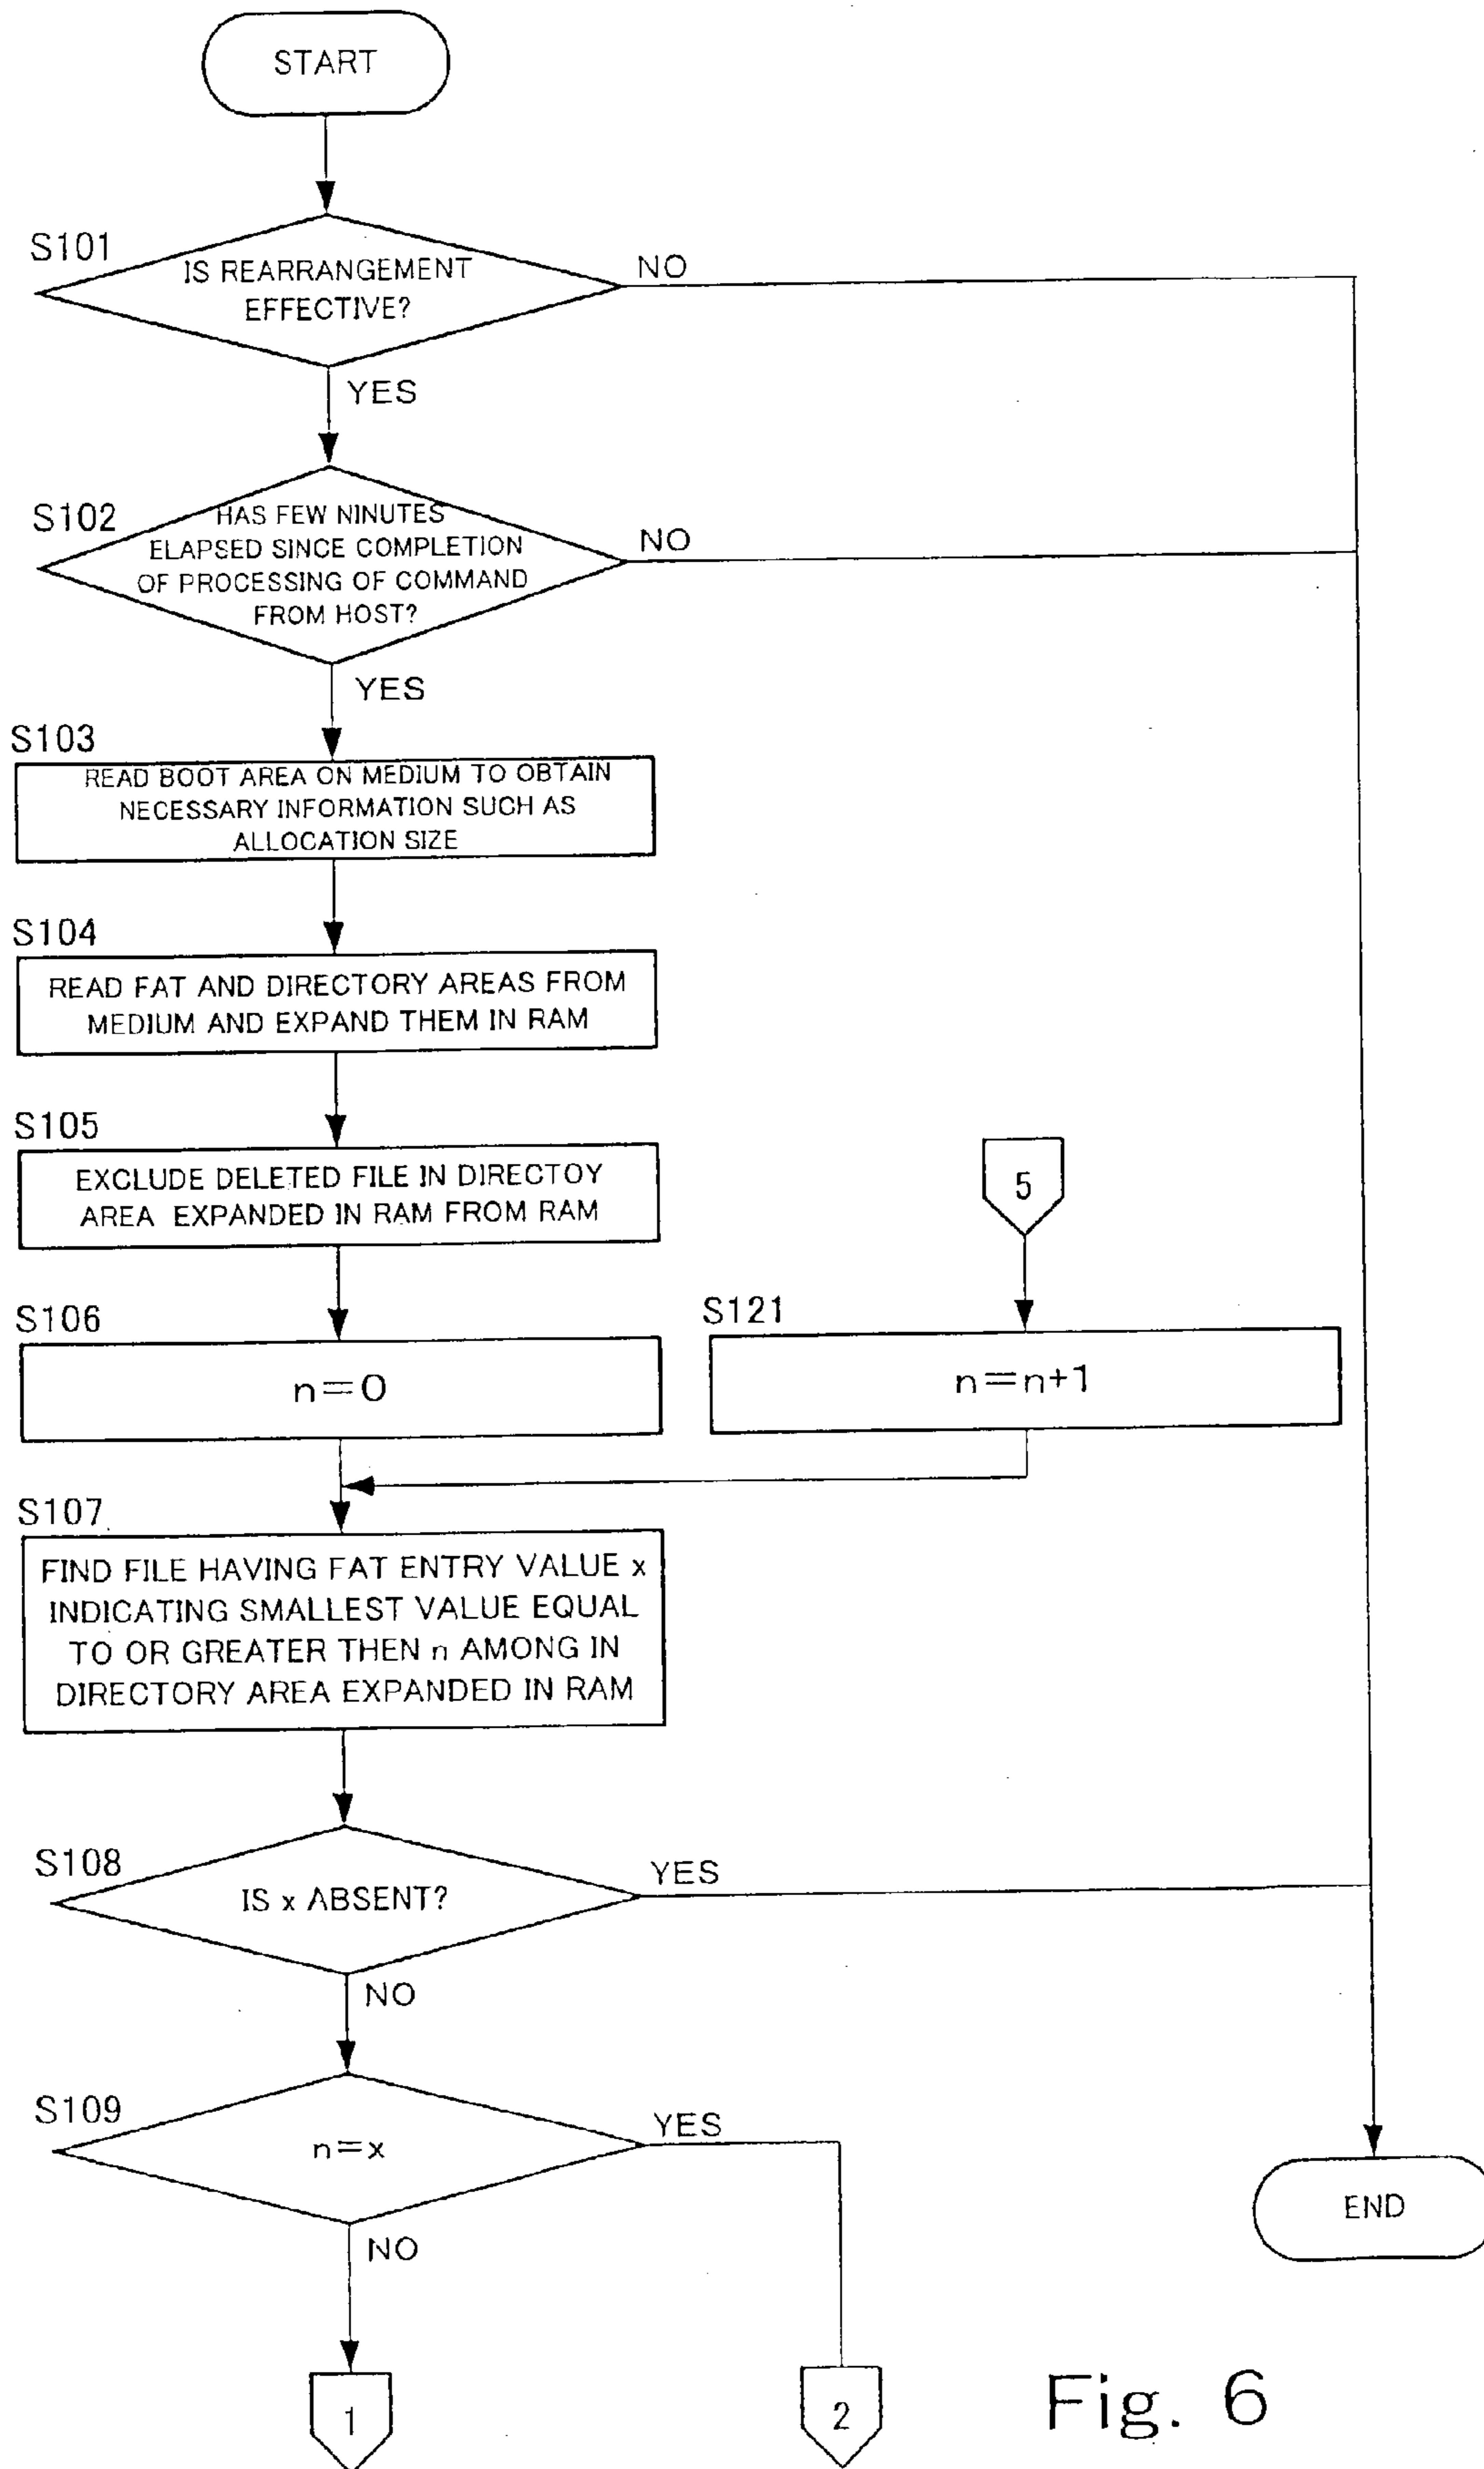 START
S101
IS REARRANGEMENT
EFFECTIVE?
NO
YES
S102
HAS FEW NINUTES
ELAPSED SINCE COMPLETION
OF PROCESSING OF COMMAND
FROM HOST?
NO
YES
S103
READ BOOT AREA ON MEDIUM TO OBTAIN
NECESSARY INFORMATION SUCH AS
ALLOCATION SIZE
S104
READ FAT AND DIRECTORY AREAS FROM
MEDIUM AND EXPAND THEM IN RAM
S105
EXCLUDE DELETED FILE IN DIRECTOY
AREA EXPANDED IN RAM FROM RAM
5
S106
n=0
S121
n=n+1
S107
FIND FILE HAVING FAT ENTRY VALUE x
INDICATING SMALLEST VALUE EQUAL
TO OR GREATER THEN n AMONG IN
DIRECTORY AREA EXPANDED IN RAM
S108
IS x ABSENT?
YES
NO
S109
n=x
YES
NO
END
1
2
Fig. 6